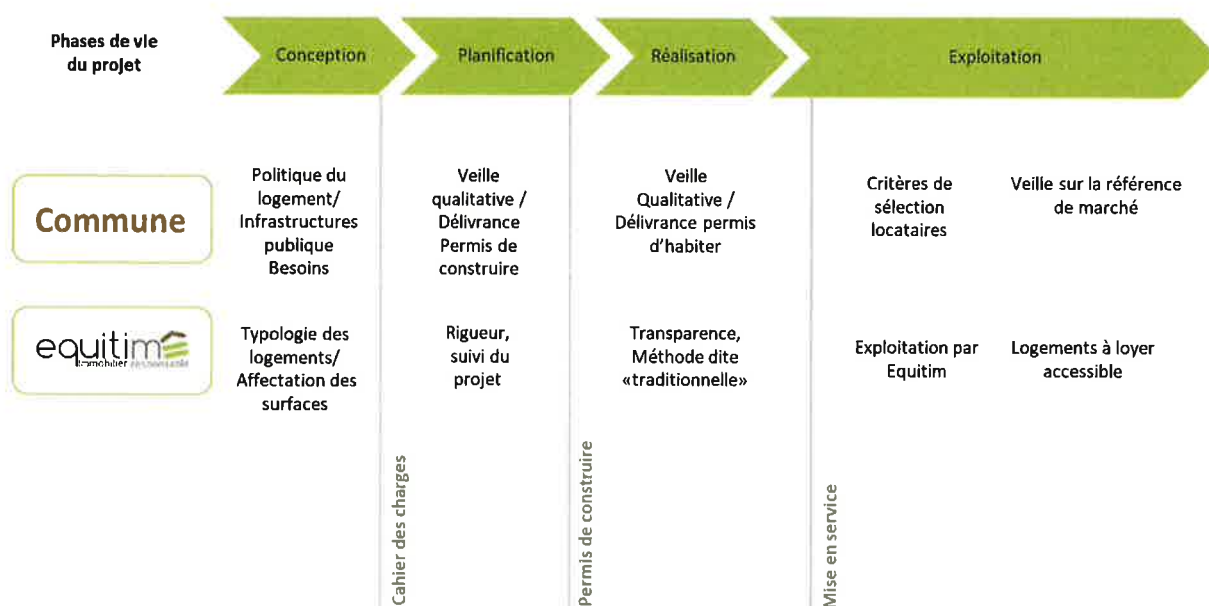 Phases de vie
du projet
Conception
Planification
Réalisation
Exploitation
Commune
Politique du
logement/
Infrastructures
publique
Besoins
Veille
qualitative /
Délivrance
Permis de
construire
Veille
Qualitative /
Délivrance permis
d'habiter
Critères de
sélection
locataires
Veille sur la référence
de marché
equitim
immobilier responsable
Typologie des
logements/
Affectation des
surfaces
Rigueur,
suivi du
projet
Transparence,
Méthode dite
«traditionnelle»
Exploitation par
Equitim
Logements à loyer
accessible
Cahier des charges
Permis de construire
Mise en service